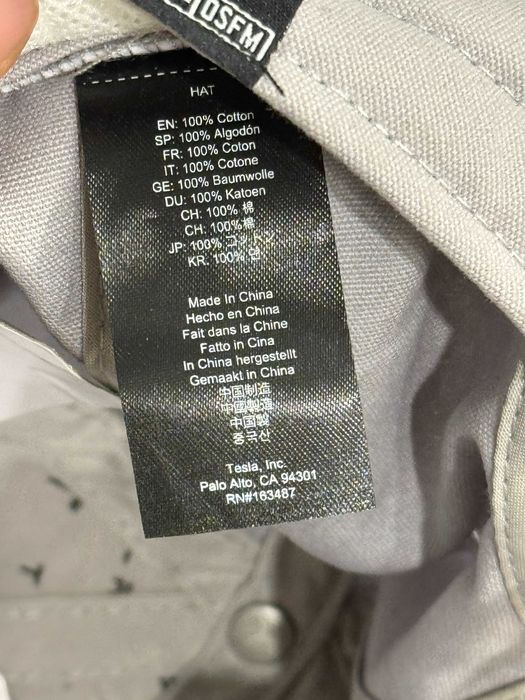 OSFM
HAT
EN: 100% Cotton
SP: 100% Algodón
FR: 100% Coton
IT: 100% Cotone
GE: 100% Baumwolle
DU: 100% Katoen
CH: 100% 棉
CH: 100% 棉
JP: 100% コットン
KR: 100% 면
Made In China
Hecho en China
Fait dans la Chine
Fatto in Cina
In China hergestellt
Gemaakt in China
中国制造
中國製造
中国製
중국산
Tesla, Inc.
Palo Alto, CA 94301
RN#163487